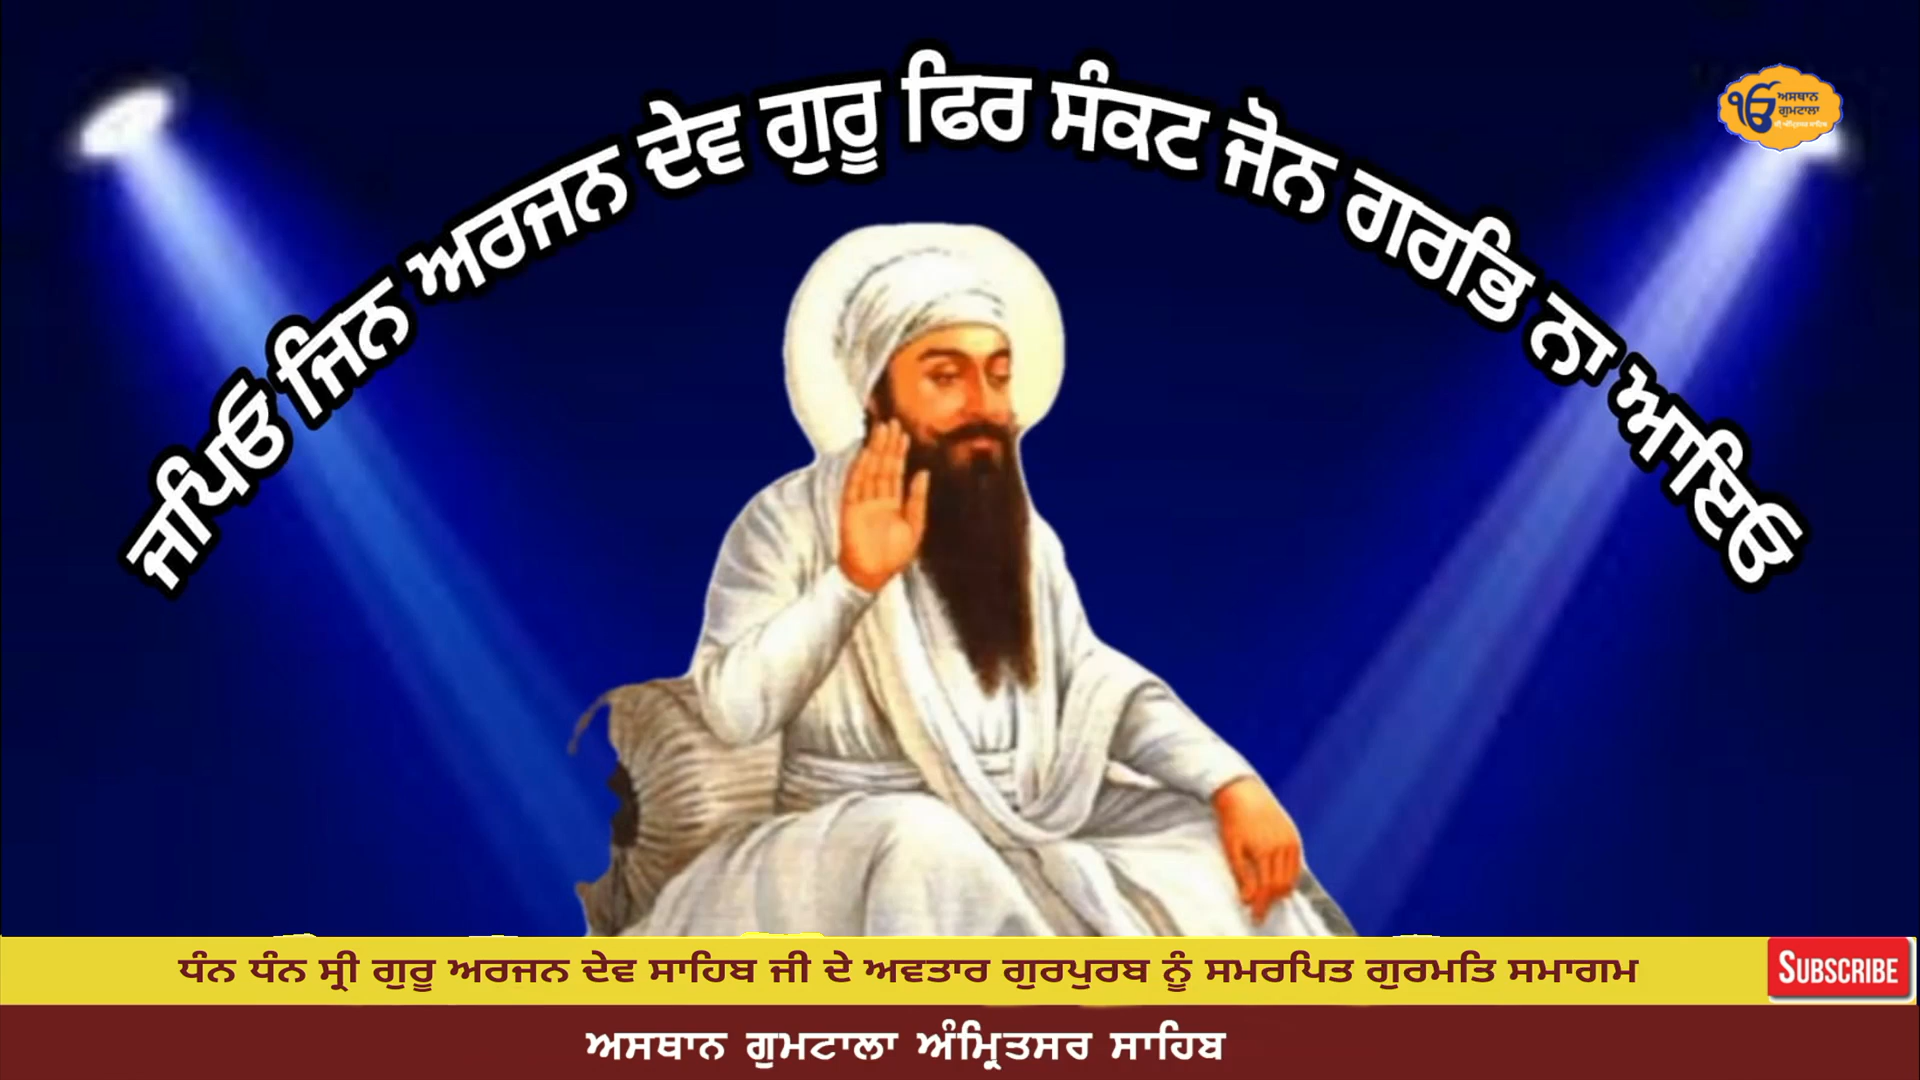 ਜਪਿਓ ਜਿਨ ਅਰਜਨ ਦੇਵ ਗੁਰੂ ਫਿਰ ਸੰਕਟ ਜੋਨ ਗਰਭਿ ਨਾ ਆਇਓ
ੴ ਅਸਥਾਨ
ਗੁਮਟਾਲਾ
ਸ੍ਰੀ ਅੰਮ੍ਰਿਤਸਰ ਸਾਹਿਬ
ਧੰਨ ਧੰਨ ਸ੍ਰੀ ਗੁਰੂ ਅਰਜਨ ਦੇਵ ਸਾਹਿਬ ਜੀ ਦੇ ਅਵਤਾਰ ਗੁਰਪੁਰਬ ਨੂੰ ਸਮਰਪਿਤ ਗੁਰਮਤਿ ਸਮਾਗਮ
SUBSCRIBE
ਅਸਥਾਨ ਗੁਮਟਾਲਾ ਅੰਮ੍ਰਿਤਸਰ ਸਾਹਿਬ